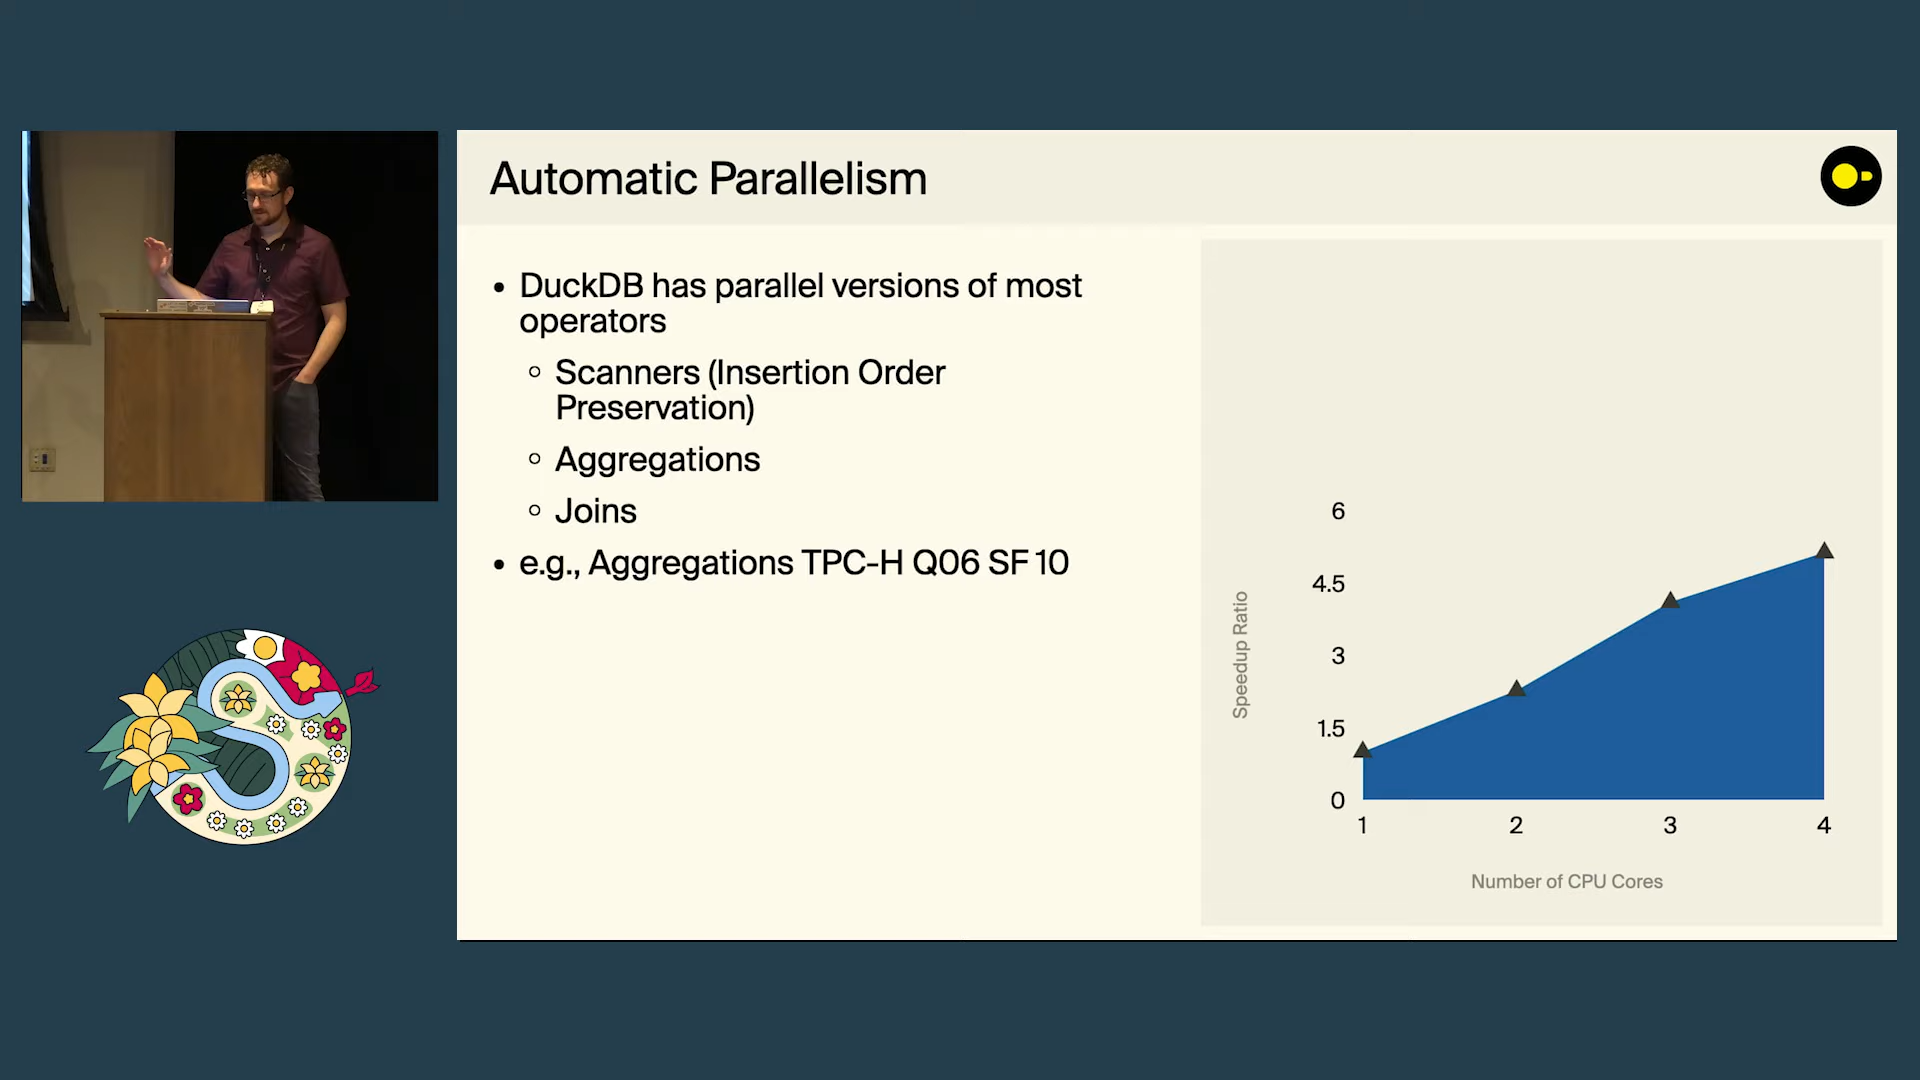 Automatic Parallelism
• DuckDB has parallel versions of most
operators
○ Scanners (Insertion Order
Preservation)
○ Aggregations
○ Joins
• e.g., Aggregations TPC-H Q06 SF 10
Speedup Ratio
6
4.5
3
1.5
0
1 2 3 4
Number of CPU Cores